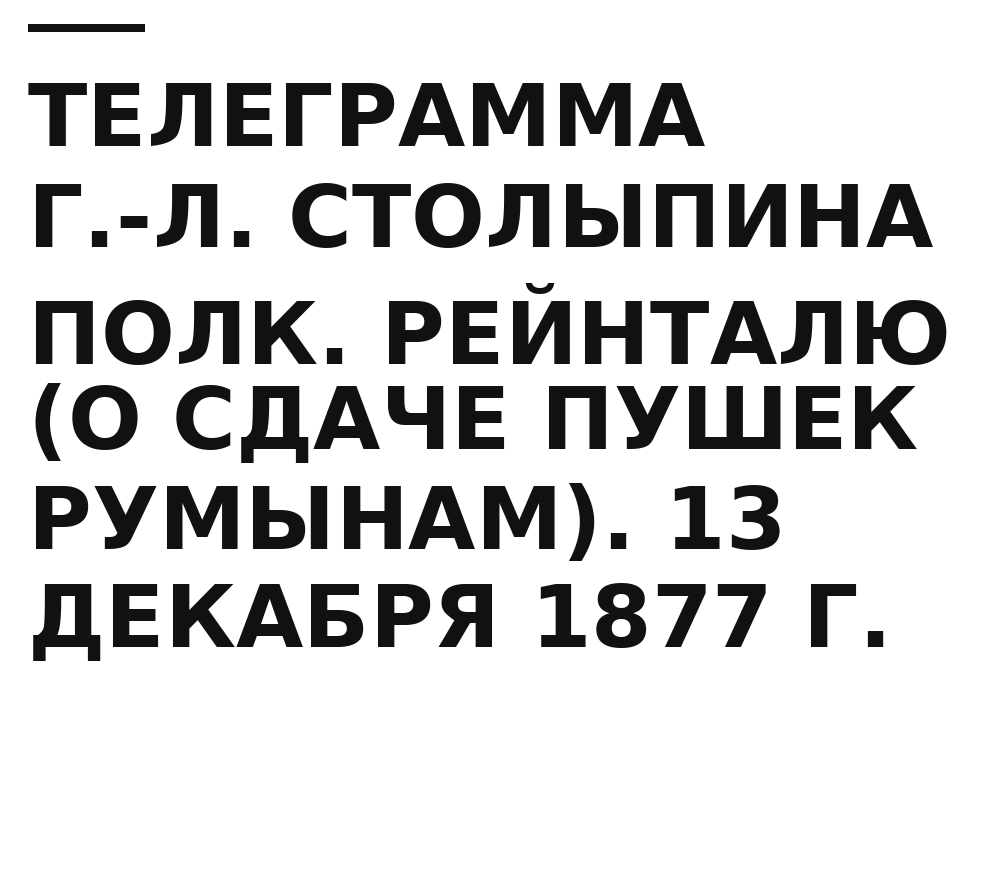 ТЕЛЕГРАММА
Г.-Л. СТОЛЫПИНА
ПОЛК. РЕЙНТАЛЮ
(О СДАЧЕ ПУШЕК
РУМЫНАМ). 13
ДЕКАБРЯ 1877 Г.